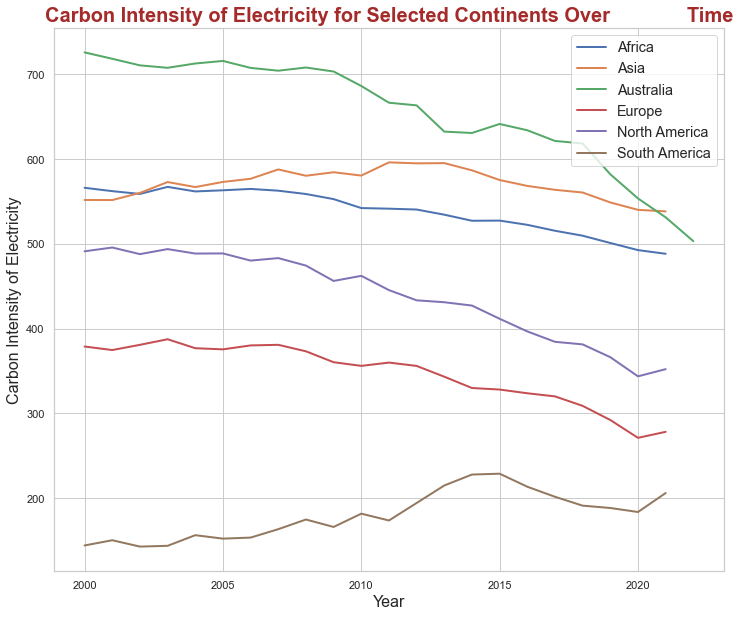 Carbon Intensity of Electricity for Selected Continents Over Time
Africa
Asia
Australia
Europe
North America
South America
700
600
500
400
300
200
Carbon Intensity of Electricity
2000 2005 2010 2015 2020
Year